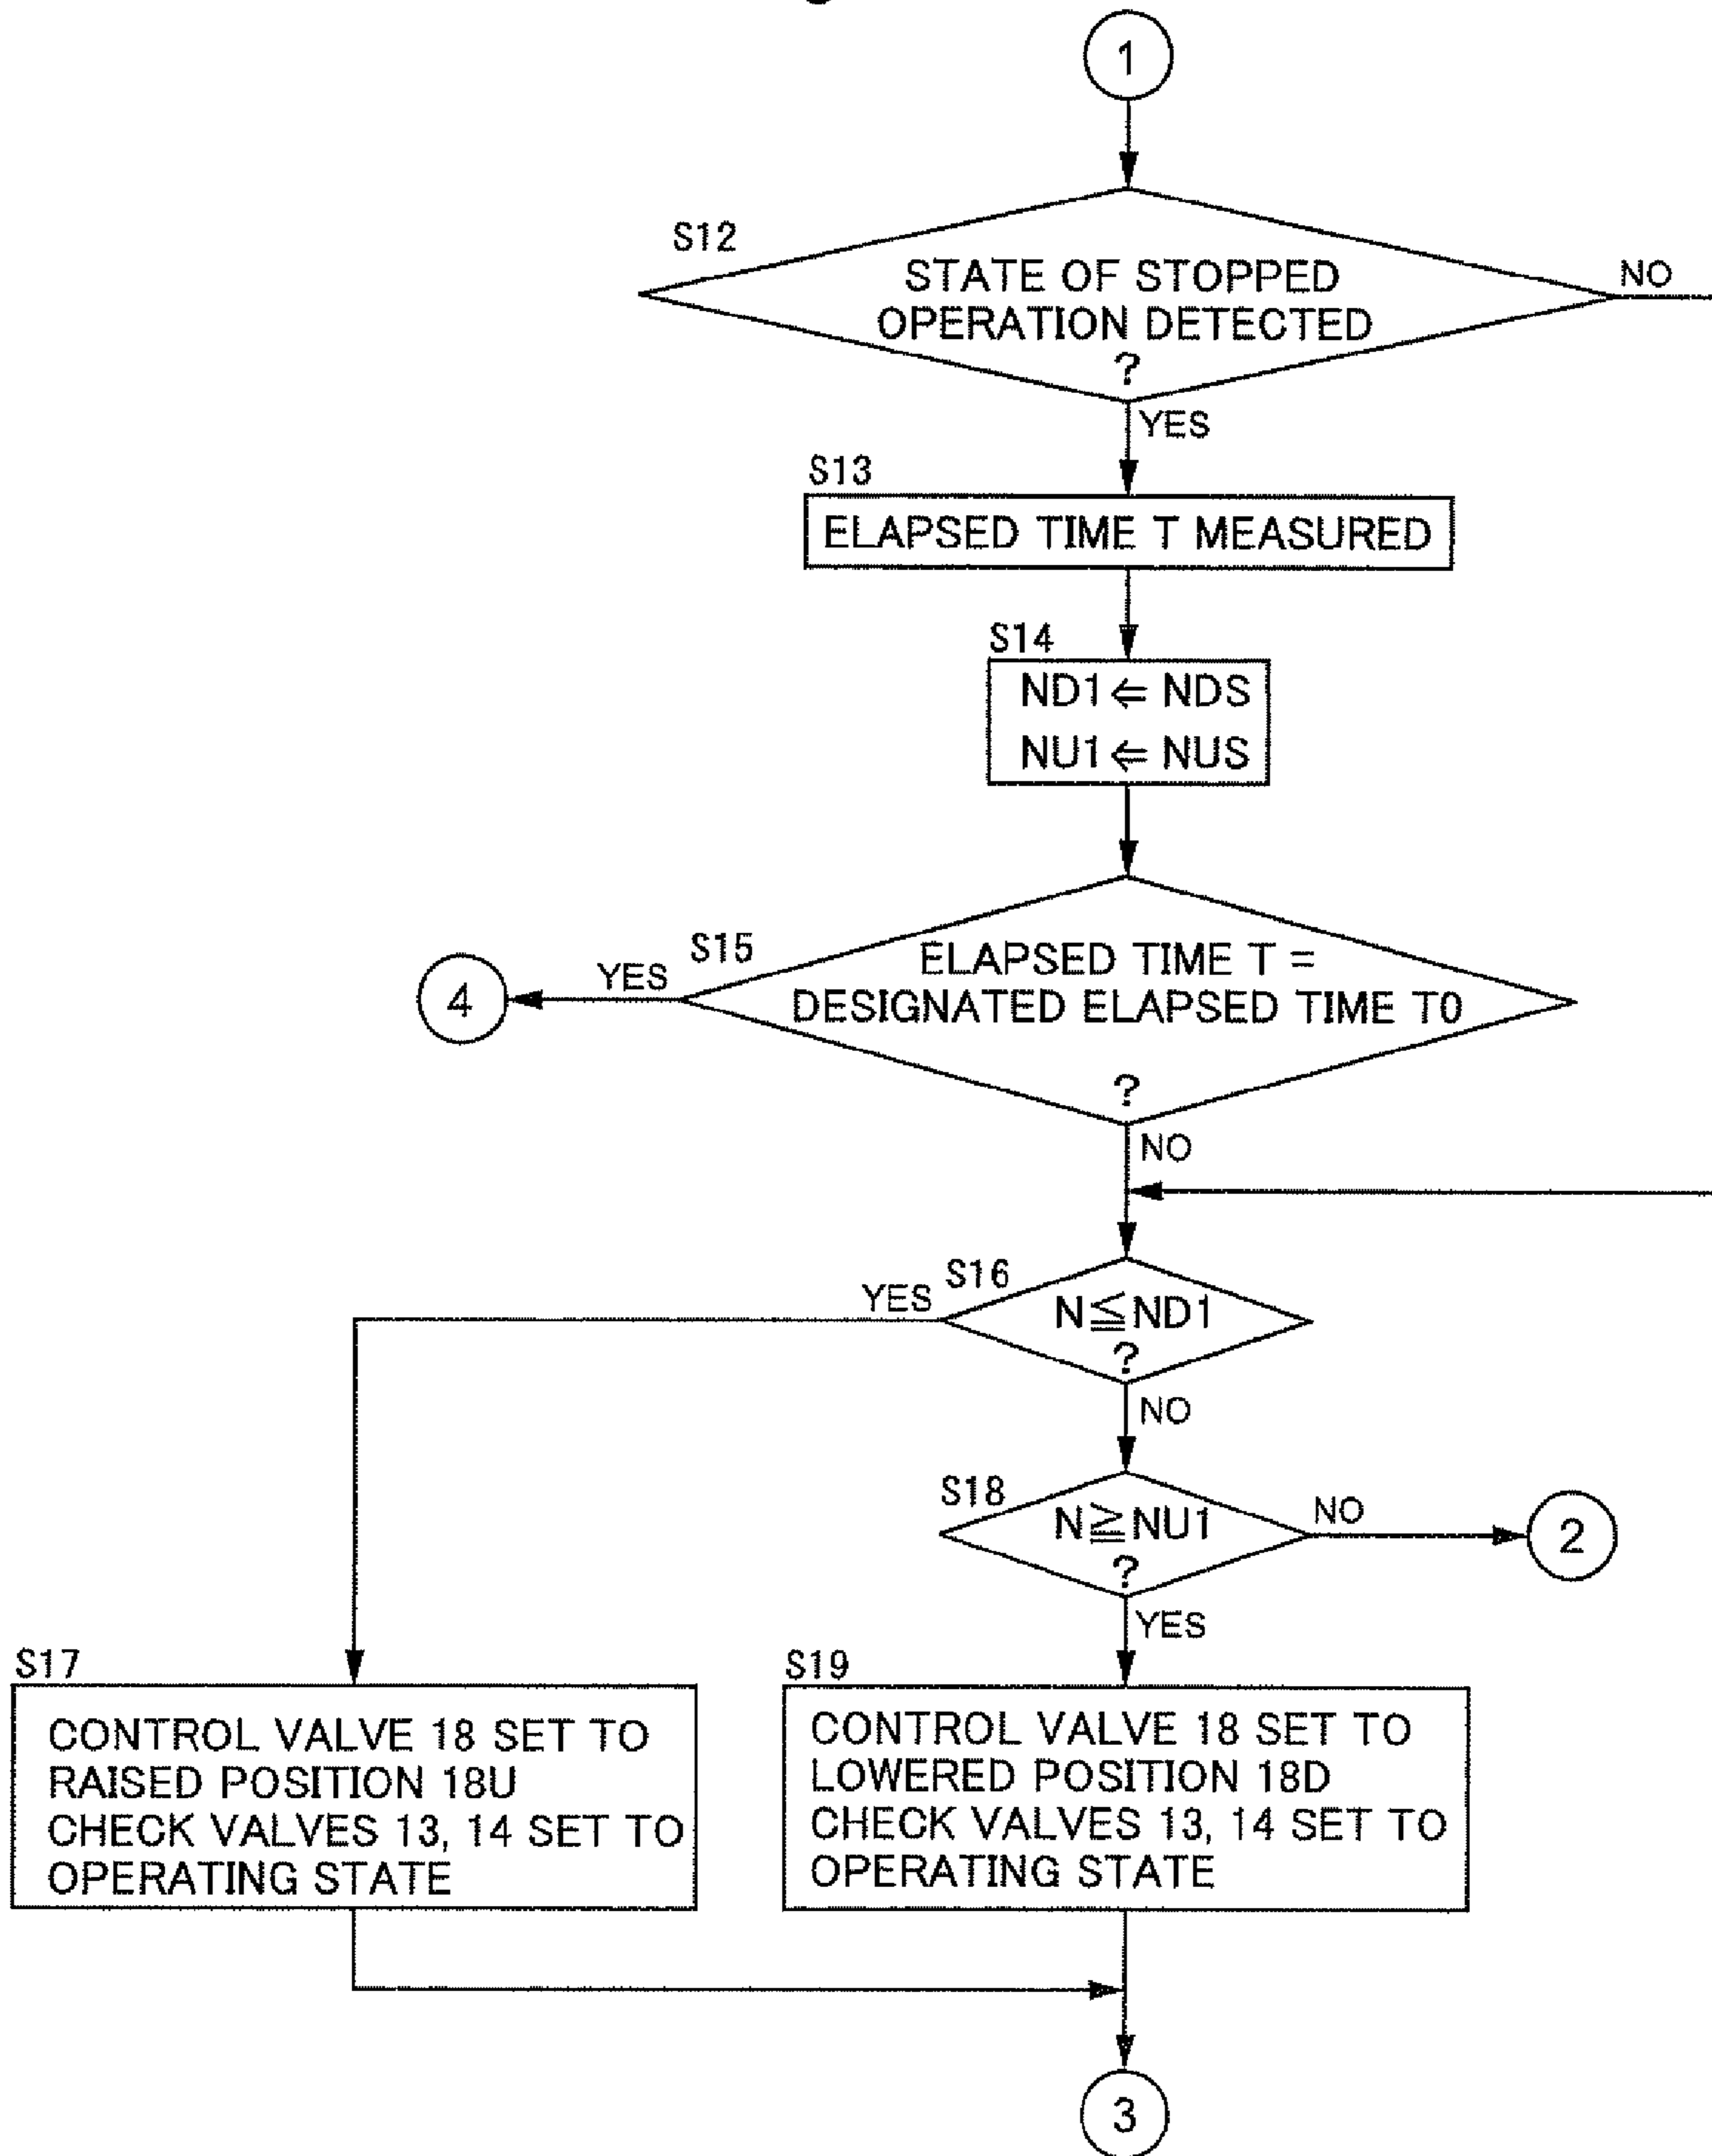 1
S12
STATE OF STOPPED
OPERATION DETECTED
?
NO
YES
S13
ELAPSED TIME T MEASURED
S14
ND1⇐NDS
NU1⇐NUS
S15
ELAPSED TIME T =
DESIGNATED ELAPSED TIME T0
?
YES
4
NO
S16
N≦ND1
?
YES
NO
S18
N≧NU1
?
NO
2
YES
S17
CONTROL VALVE 18 SET TO
RAISED POSITION 18U
CHECK VALVES 13, 14 SET TO
OPERATING STATE
S19
CONTROL VALVE 18 SET TO
LOWERED POSITION 18D
CHECK VALVES 13, 14 SET TO
OPERATING STATE
3